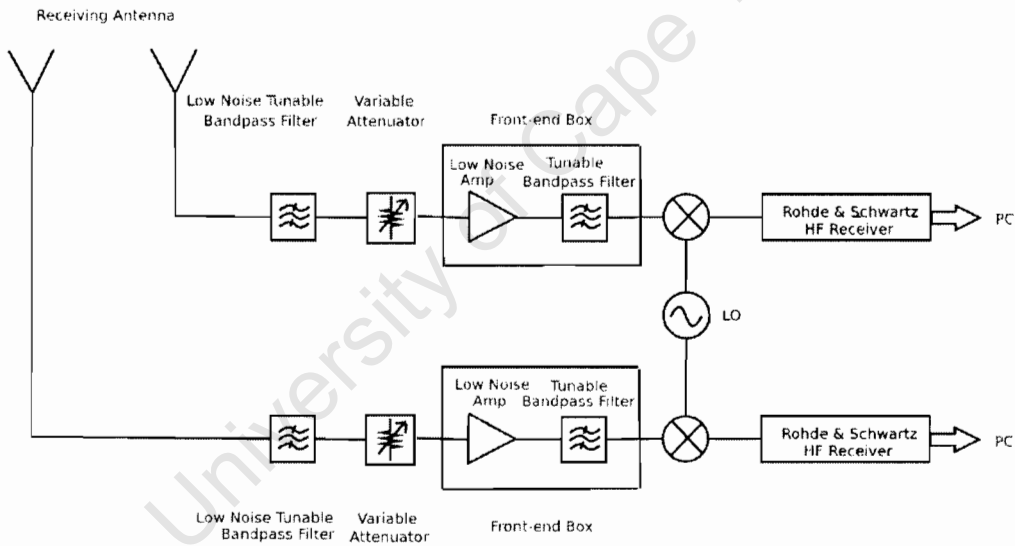 Receiving Antenna
Low Noise Tunable
Bandpass Filter
Variable
Attenuator
Front-end Box
Low Noise
Amp
Tunable
Bandpass Filter
Rohde & Schwartz
HF Receiver
PC
LO
Low Noise
Amp
Tunable
Bandpass Filter
Rohde & Schwartz
HF Receiver
PC
Low Noise Tunable
Bandpass Filter
Variable
Attenuator
Front-end Box
University of Cape